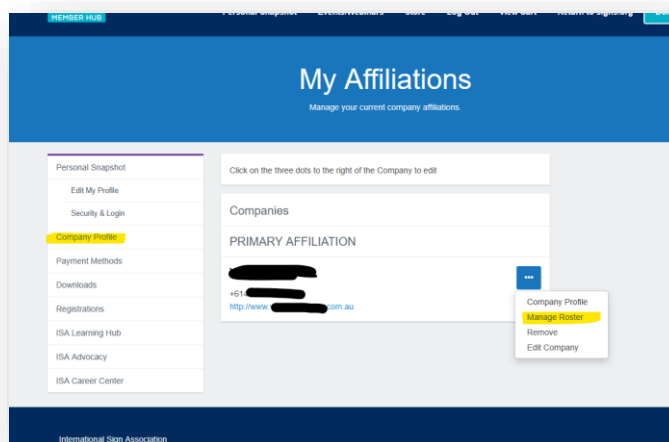 MEMBER HUB
Personal Snapshot Events/Webinars Store Log Out View Cart Return to signs.org
My Affiliations
Manage your current company affiliations.
Personal Snapshot
Edit My Profile
Security & Login
Company Profile
Payment Methods
Downloads
Registrations
ISA Learning Hub
ISA Advocacy
ISA Career Center
Click on the three dots to the right of the Company to edit
Companies
PRIMARY AFFILIATION
+614
http://www. .com.au
Company Profile
Manage Roster
Remove
Edit Company
International Sign Association